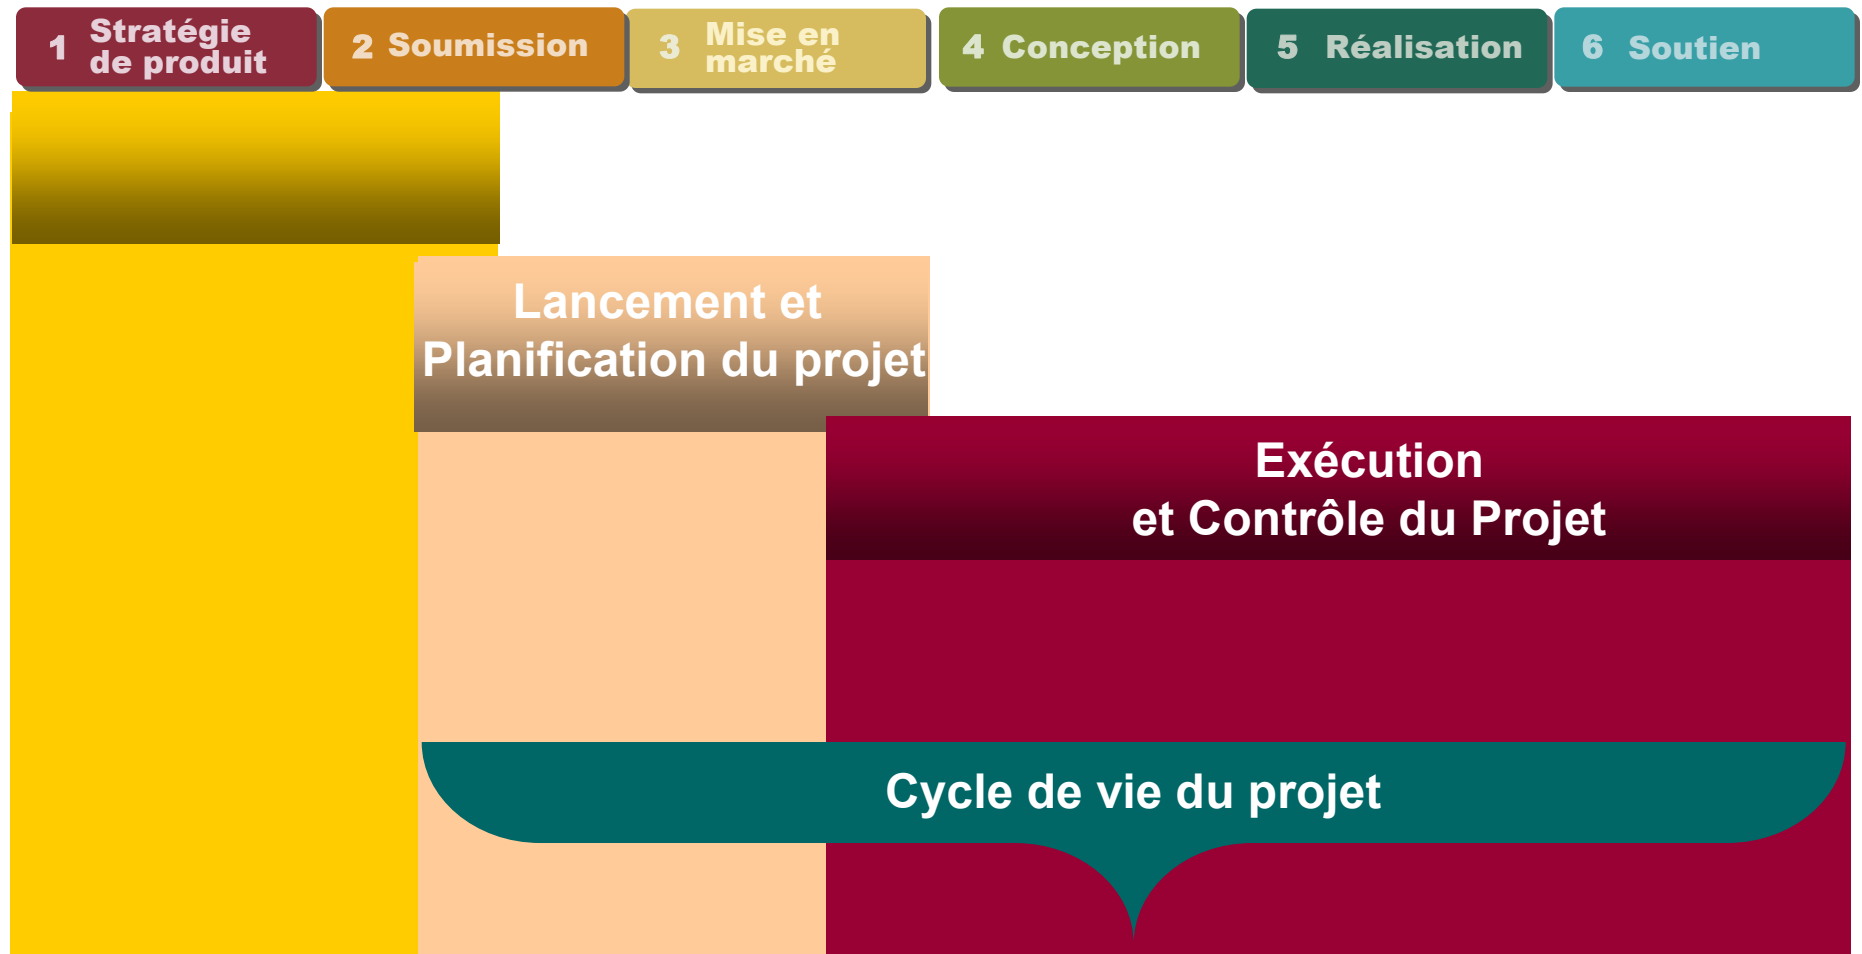 1 Stratégie
de produit
2 Soumission
3 Mise en
marché
4 Conception
5 Réalisation
6 Soutien
Lancement et
Planification du projet
Exécution
et Contrôle du Projet
Cycle de vie du projet